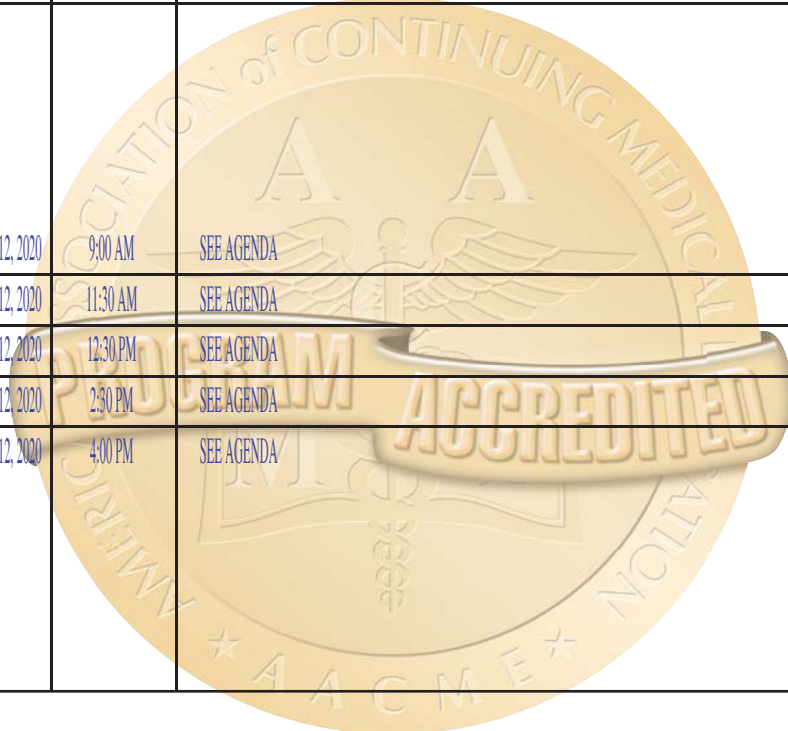 AMERICAN ASSOCIATION of CONTINUING MEDICAL EDUCATION
A A
12, 2020 9:00 AM SEE AGENDA
12, 2020 11:30 AM SEE AGENDA
12, 2020 12:30 PM SEE AGENDA
12, 2020 2:30 PM SEE AGENDA
12, 2020 4:00 PM SEE AGENDA
PROGRAM ACCREDITED
M
★ A A C M E ★